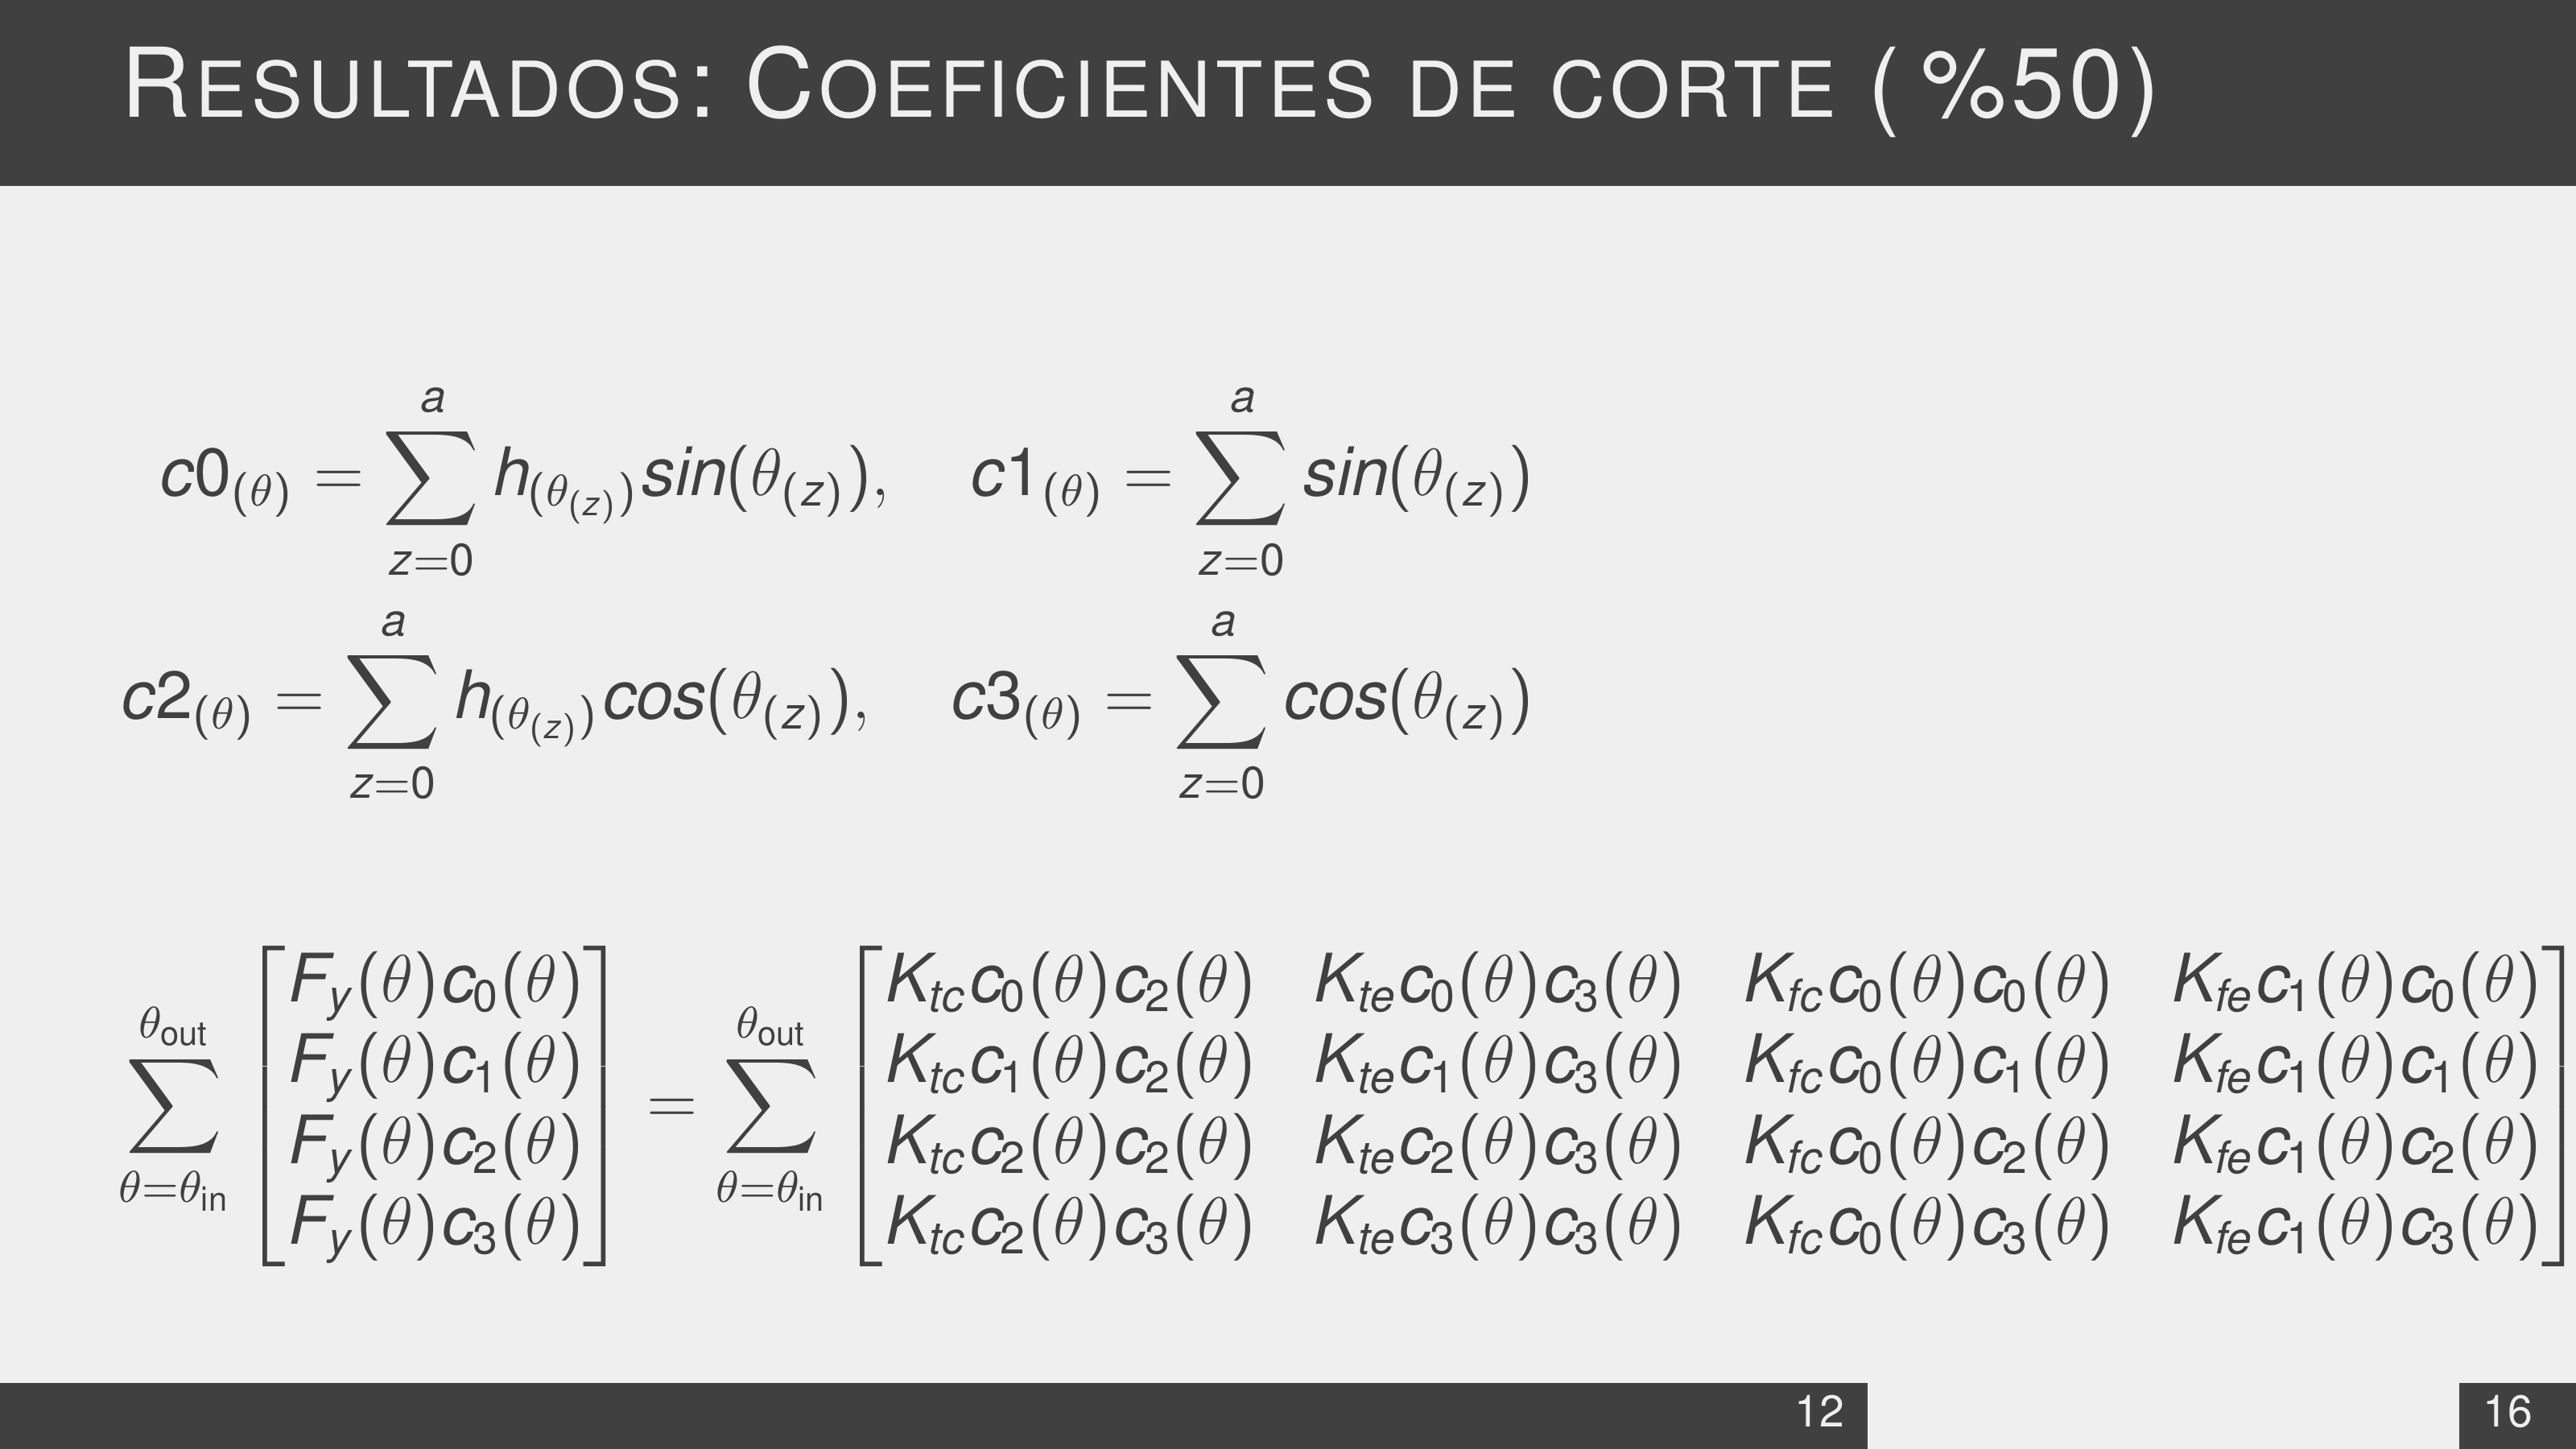 RESULTADOS: COEFICIENTES DE CORTE (%50)
$c0_{(\theta)} = \sum_{z=0}^{a} h_{(\theta_{(z)})} sin(\theta_{(z)}), \quad c1_{(\theta)} = \sum_{z=0}^{a} sin(\theta_{(z)})$
$c2_{(\theta)} = \sum_{z=0}^{a} h_{(\theta_{(z)})} cos(\theta_{(z)}), \quad c3_{(\theta)} = \sum_{z=0}^{a} cos(\theta_{(z)})$
$\sum_{\theta=\theta_{\text{in}}}^{\theta_{\text{out}}} \begin{bmatrix} F_y(\theta)c_0(\theta) \\ F_y(\theta)c_1(\theta) \\ F_y(\theta)c_2(\theta) \\ F_y(\theta)c_3(\theta) \end{bmatrix} = \sum_{\theta=\theta_{\text{in}}}^{\theta_{\text{out}}} \begin{bmatrix} K_{tc}c_0(\theta)c_2(\theta) & K_{te}c_0(\theta)c_3(\theta) & K_{fc}c_0(\theta)c_0(\theta) & K_{fe}c_1(\theta)c_0(\theta) \\ K_{tc}c_1(\theta)c_2(\theta) & K_{te}c_1(\theta)c_3(\theta) & K_{fc}c_0(\theta)c_1(\theta) & K_{fe}c_1(\theta)c_1(\theta) \\ K_{tc}c_2(\theta)c_2(\theta) & K_{te}c_2(\theta)c_3(\theta) & K_{fc}c_0(\theta)c_2(\theta) & K_{fe}c_1(\theta)c_2(\theta) \\ K_{tc}c_2(\theta)c_3(\theta) & K_{te}c_3(\theta)c_3(\theta) & K_{fc}c_0(\theta)c_3(\theta) & K_{fe}c_1(\theta)c_3(\theta) \end{bmatrix}$
12 16